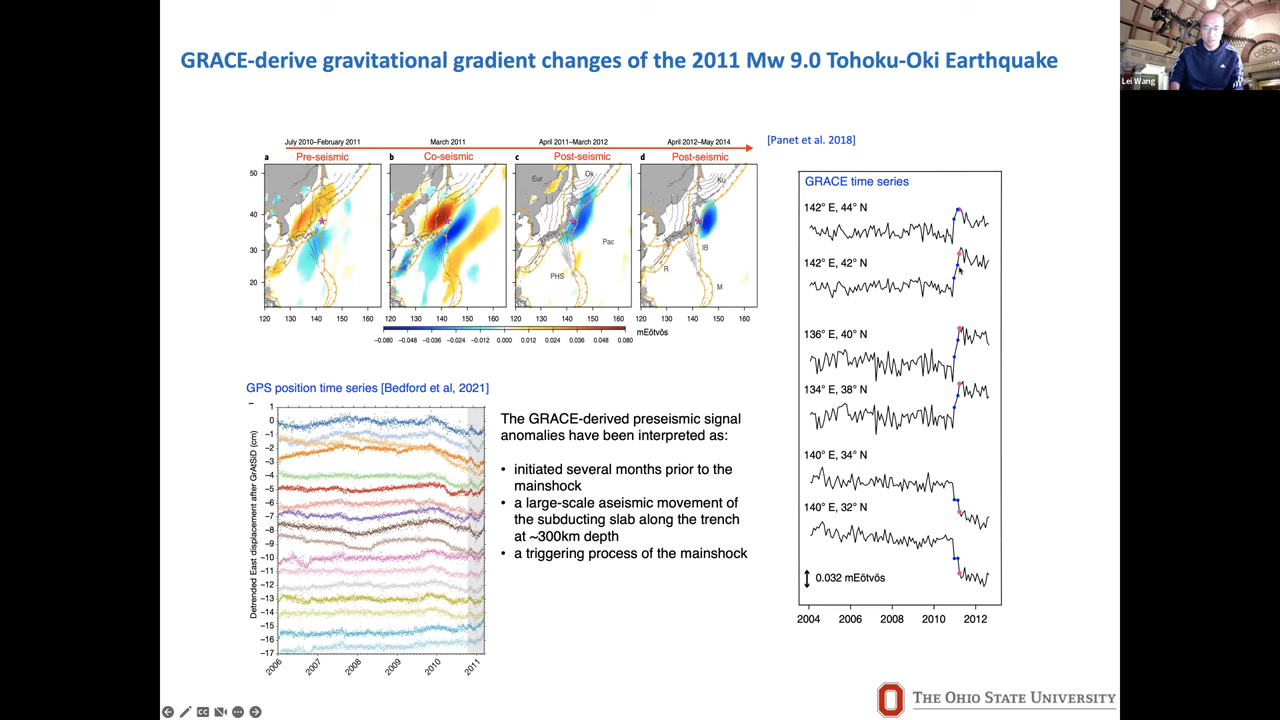 GRACE-derive gravitational gradient changes of the 2011 Mw 9.0 Tohoku-Oki Earthquake
Lei Wang
July 2010–February 2011
March 2011
April 2011–March 2012
April 2012–May 2014
[Panet et al. 2018]
a
Pre-seismic
b
Co-seismic
c
Post-seismic
d
Post-seismic
50
40
30
20
Eur
Ok
Pac
PHS
Ku
IB
R
M
120 130 140 150 160
120 130 140 150 160
120 130 140 150 160
120 130 140 150 160
mEötvös
−0.080 −0.048 −0.036 −0.024 −0.012 0.000 0.012 0.024 0.036 0.048 0.080
GRACE time series
142° E, 44° N
142° E, 42° N
136° E, 40° N
134° E, 38° N
140° E, 34° N
140° E, 32° N
0.032 mEötvös
2004 2006 2008 2010 2012
GPS position time series [Bedford et al, 2021]
Detrended East displacement after GrAtSiD (cm)
1
0
−1
−2
−3
−4
−5
−6
−7
−8
−9
−10
−11
−12
−13
−14
−15
−16
−17
2006 2007 2008 2009 2010 2011
The GRACE-derived preseismic signal
anomalies have been interpreted as:
• initiated several months prior to the
mainshock
• a large-scale aseismic movement of
the subducting slab along the trench
at ~300km depth
• a triggering process of the mainshock
CC
THE OHIO STATE UNIVERSITY